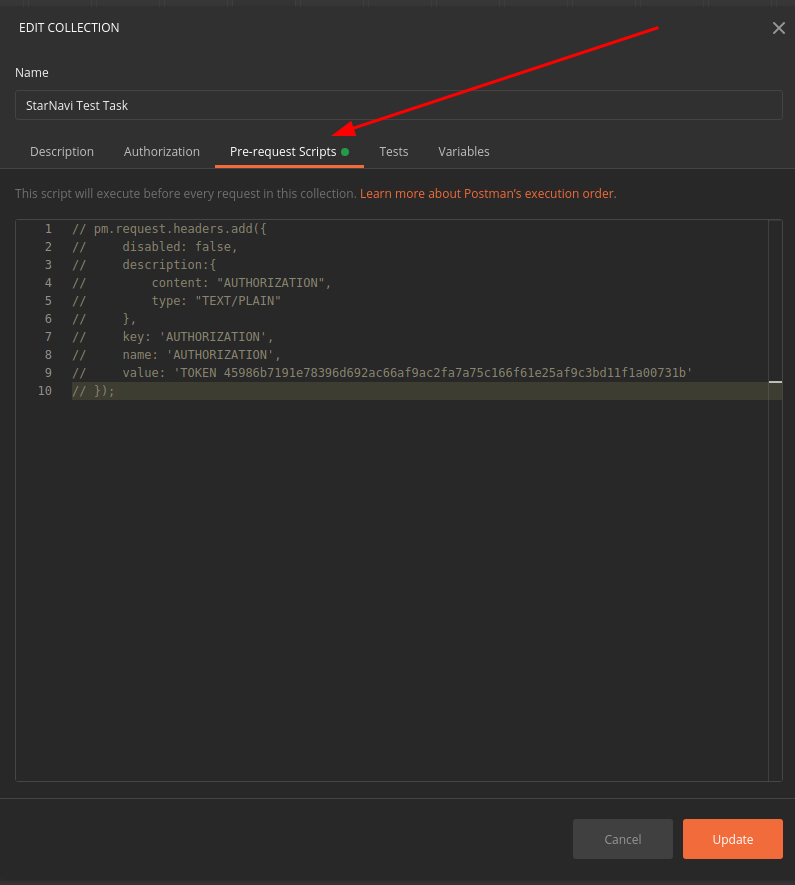 EDIT COLLECTION
Name
StarNavi Test Task
Description Authorization Pre-request Scripts Tests Variables
This script will execute before every request in this collection. Learn more about Postman's execution order.
1 // pm.request.headers.add({
2 //     disabled: false,
3 //     description:{
4 //         content: "AUTHORIZATION",
5 //         type: "TEXT/PLAIN"
6 //     },
7 //     key: 'AUTHORIZATION',
8 //     name: 'AUTHORIZATION',
9 //     value: 'TOKEN 45986b7191e78396d692ac66af9ac2fa7a75c166f61e25af9c3bd11f1a00731b'
10 // });
Cancel Update